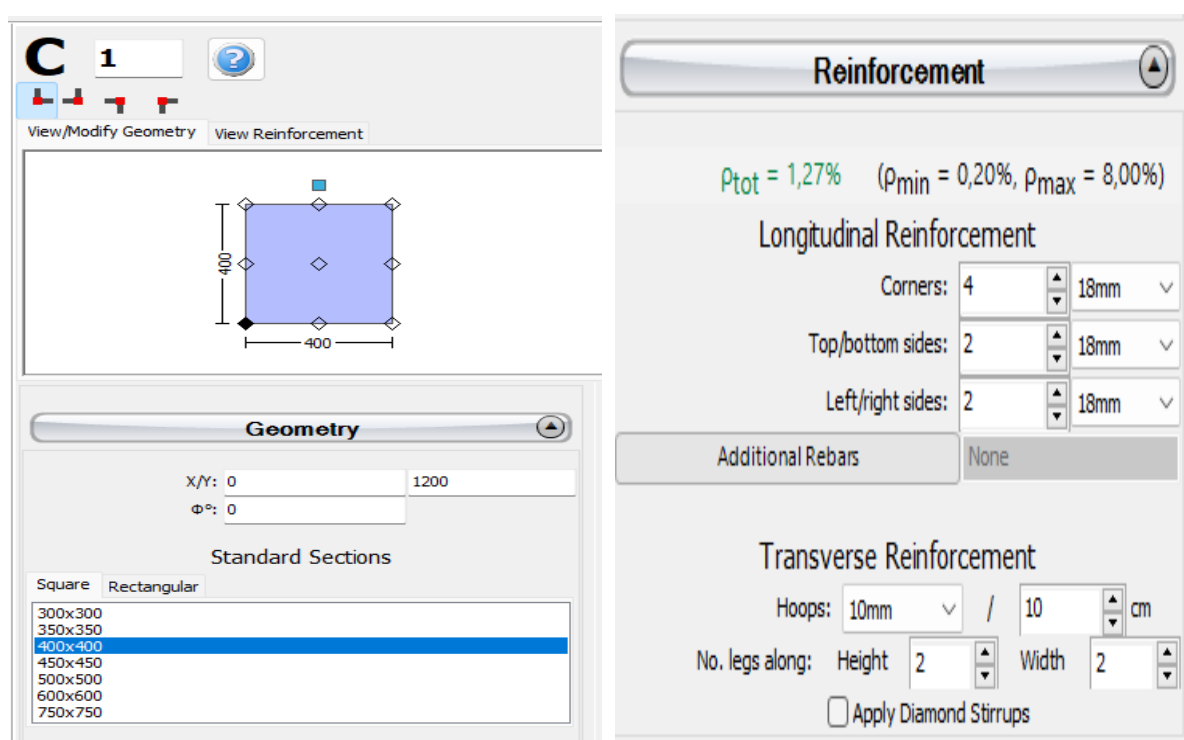 C 1
View/Modify Geometry View Reinforcement
400
400
Geometry
X/Y: 0 1200
Φ°: 0
Standard Sections
Square Rectangular
300x300
350x350
400x400
450x450
500x500
600x600
750x750
Reinforcement
ρtot = 1,27% (ρmin = 0,20%, ρmax = 8,00%)
Longitudinal Reinforcement
Corners: 4 18mm
Top/bottom sides: 2 18mm
Left/right sides: 2 18mm
Additional Rebars None
Transverse Reinforcement
Hoops: 10mm / 10 cm
No. legs along: Height 2 Width 2
Apply Diamond Stirrups